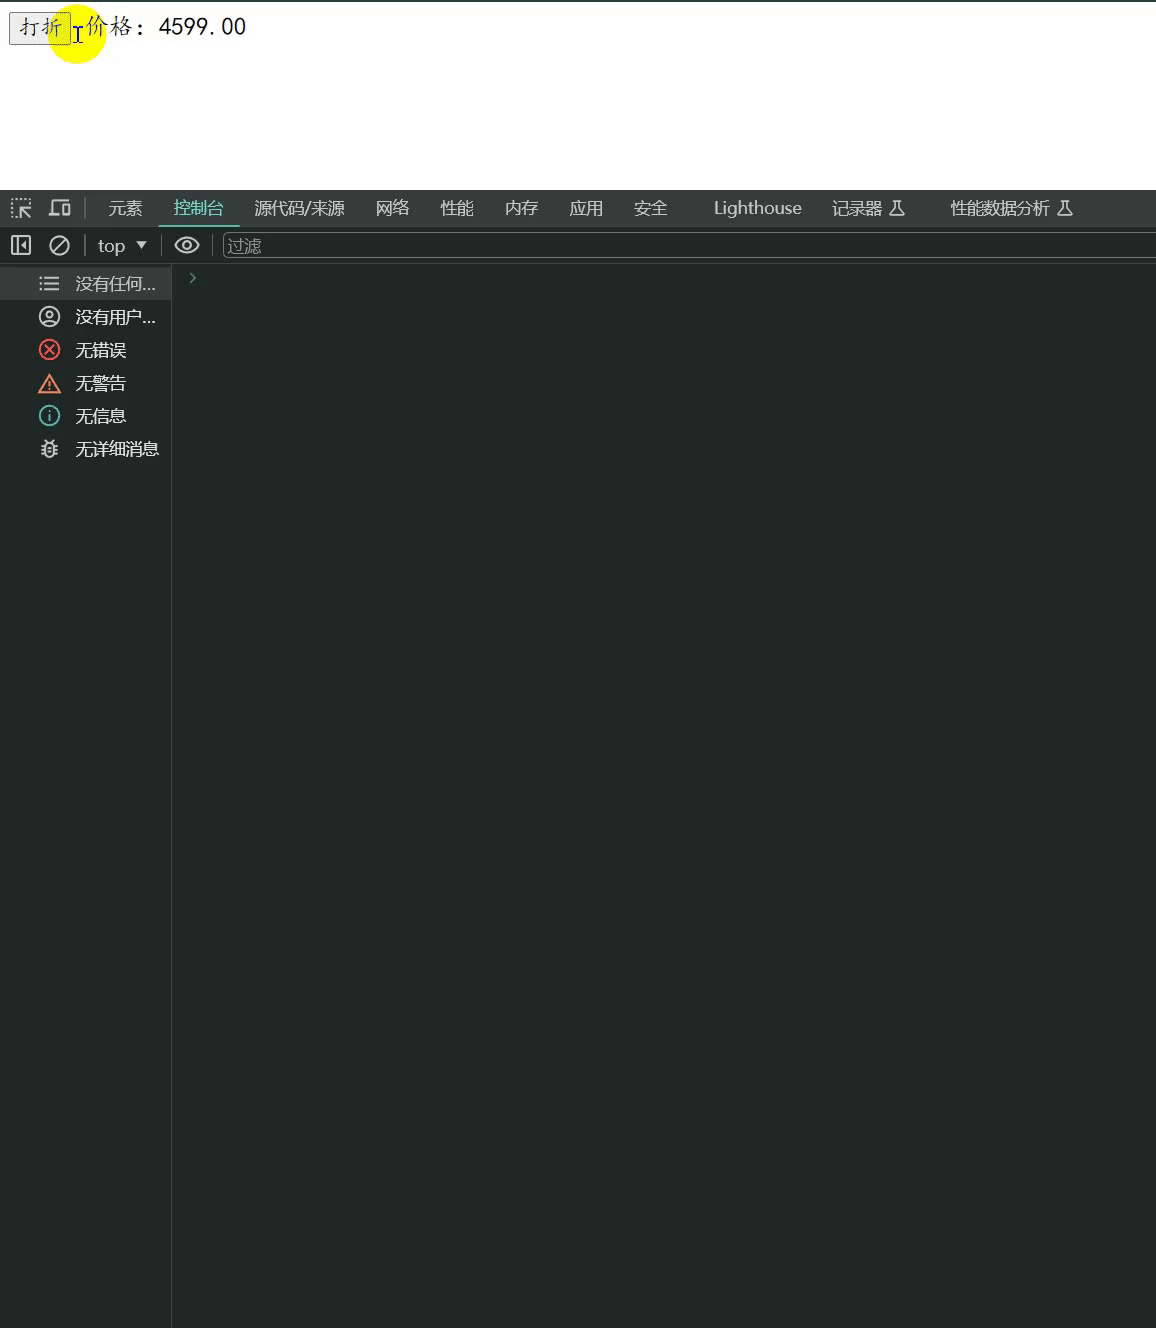 打折 价格：4599.00
元素 控制台 源代码/来源 网络 性能 内存 应用 安全 Lighthouse 记录器 性能数据分析
top 过滤
没有任何...
没有用户...
无错误
无警告
无信息
无详细消息